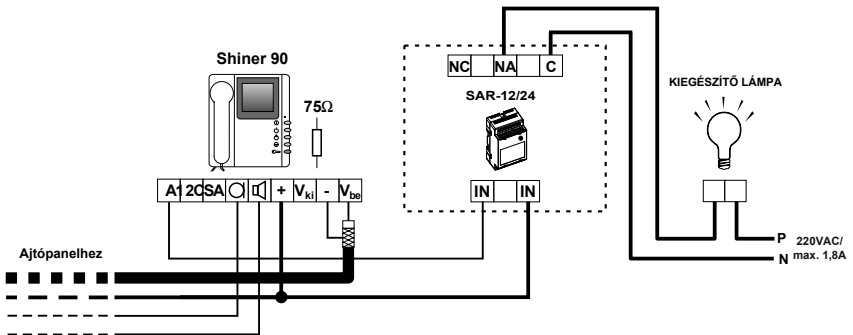 Shiner 90
75Ω
A1 2C SA + Vki - Vbe
Ajtópanelhez
NC NA C
SAR-12/24
IN IN
KIEGÉSZÍTŐ LÁMPA
P 220VAC/
N max. 1,8A